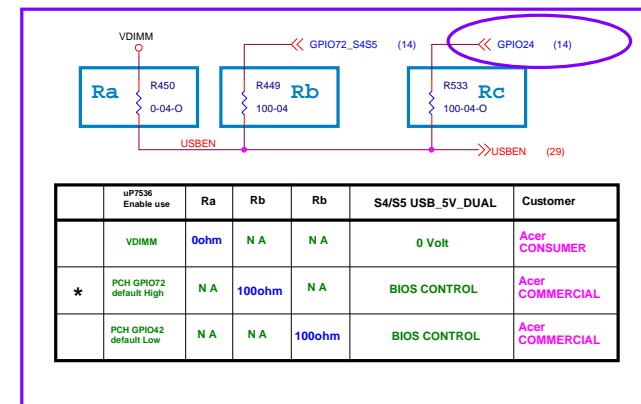 VDIMM
GPIO72_S4S5 (14)
GPIO24 (14)
Ra R450 0-04-O
R449 100-04 Rb
R533 100-04-O Rc
USBEN
USBEN (29)
uP7536 Enable use Ra Rb Rb S4/S5 USB_5V_DUAL Customer
VDIMM 0ohm N A N A 0 Volt Acer CONSUMER
* PCH GPIO72 default High N A 100ohm N A BIOS CONTROL Acer COMMERCIAL
PCH GPIO42 default Low N A N A 100ohm BIOS CONTROL Acer COMMERCIAL